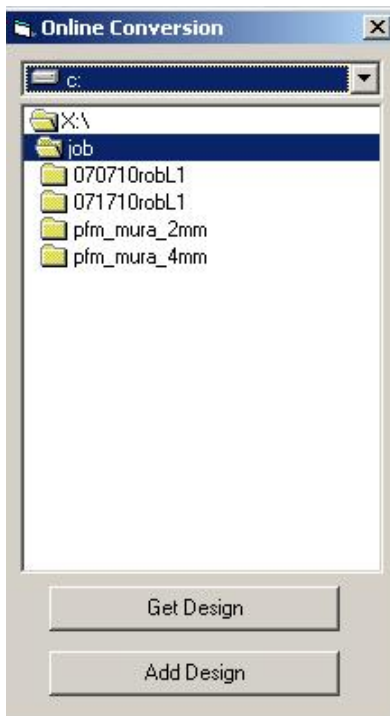 Online Conversion
c:
X:\
job
070710robL1
071710robL1
pfm_mura_2mm
pfm_mura_4mm
Get Design
Add Design